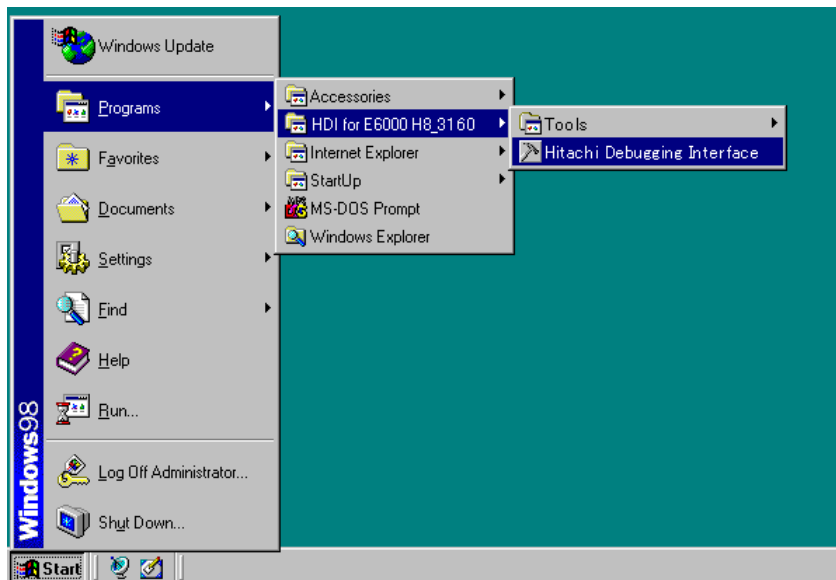 Windows Update
Programs
Favorites
Documents
Settings
Find
Help
Run...
Log Off Administrator...
Shut Down...
Windows98
Start
Accessories
HDI for E6000 H8_3160
Internet Explorer
StartUp
MS-DOS Prompt
Windows Explorer
Tools
Hitachi Debugging Interface